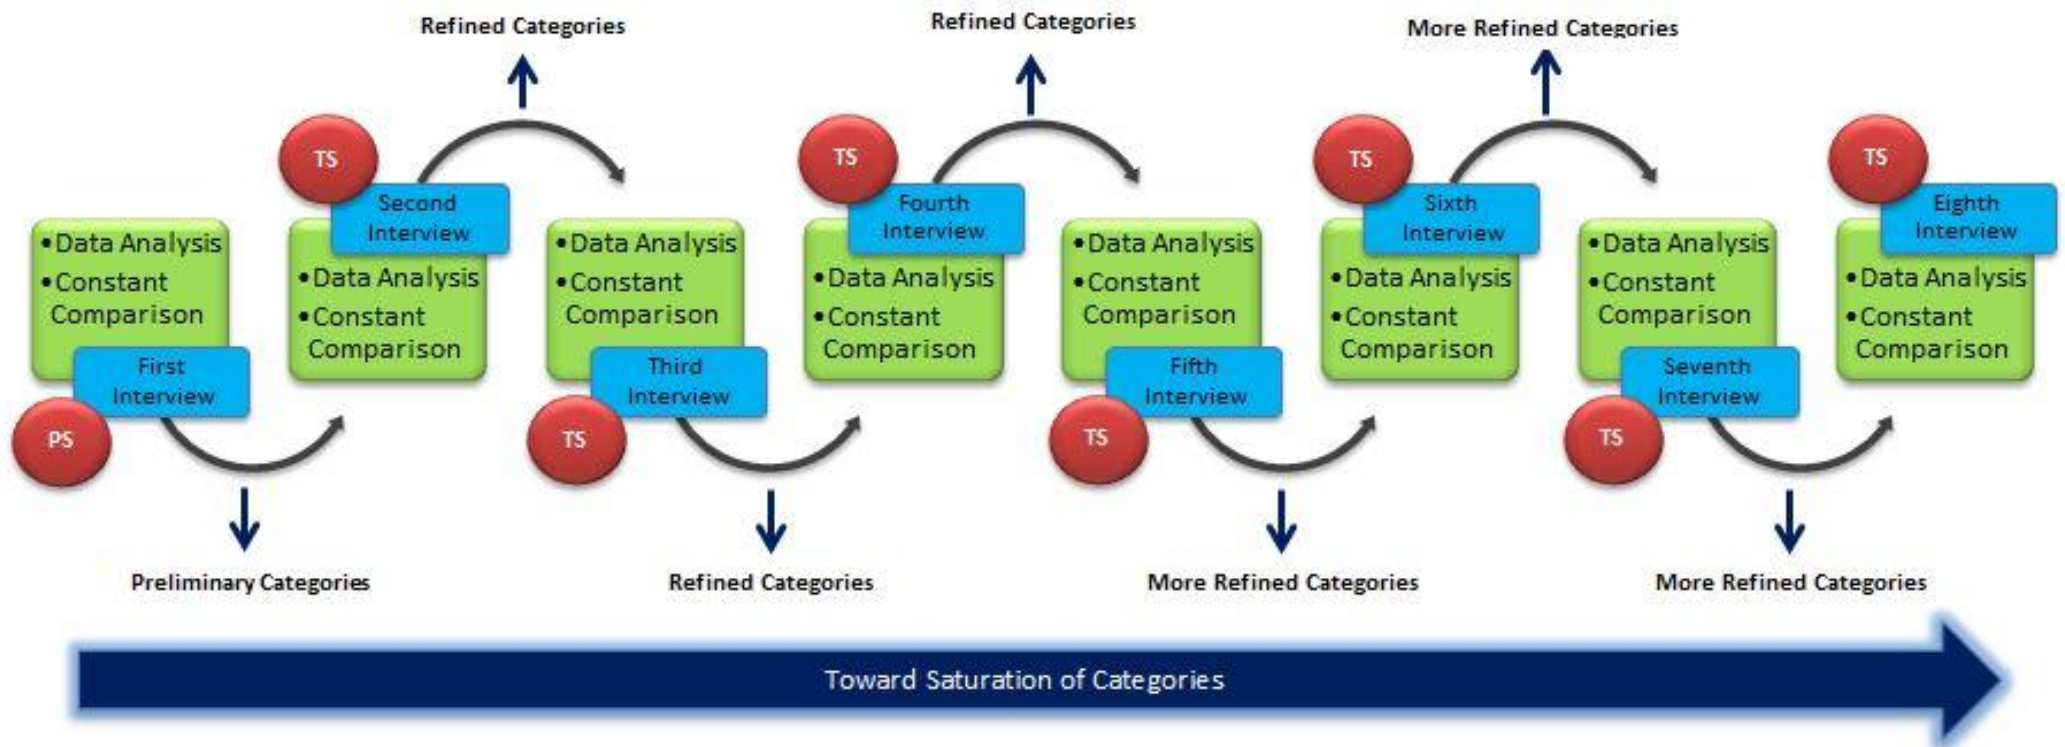 Refined Categories
Refined Categories
More Refined Categories
PS
First
Interview
•Data Analysis
•Constant
Comparison
TS
Second
Interview
•Data Analysis
•Constant
Comparison
TS
Third
Interview
•Data Analysis
•Constant
Comparison
TS
Fourth
Interview
•Data Analysis
•Constant
Comparison
TS
Fifth
Interview
•Data Analysis
•Constant
Comparison
TS
Sixth
Interview
•Data Analysis
•Constant
Comparison
TS
Seventh
Interview
•Data Analysis
•Constant
Comparison
TS
Eighth
Interview
•Data Analysis
•Constant
Comparison
Preliminary Categories
Refined Categories
More Refined Categories
More Refined Categories
Toward Saturation of Categories